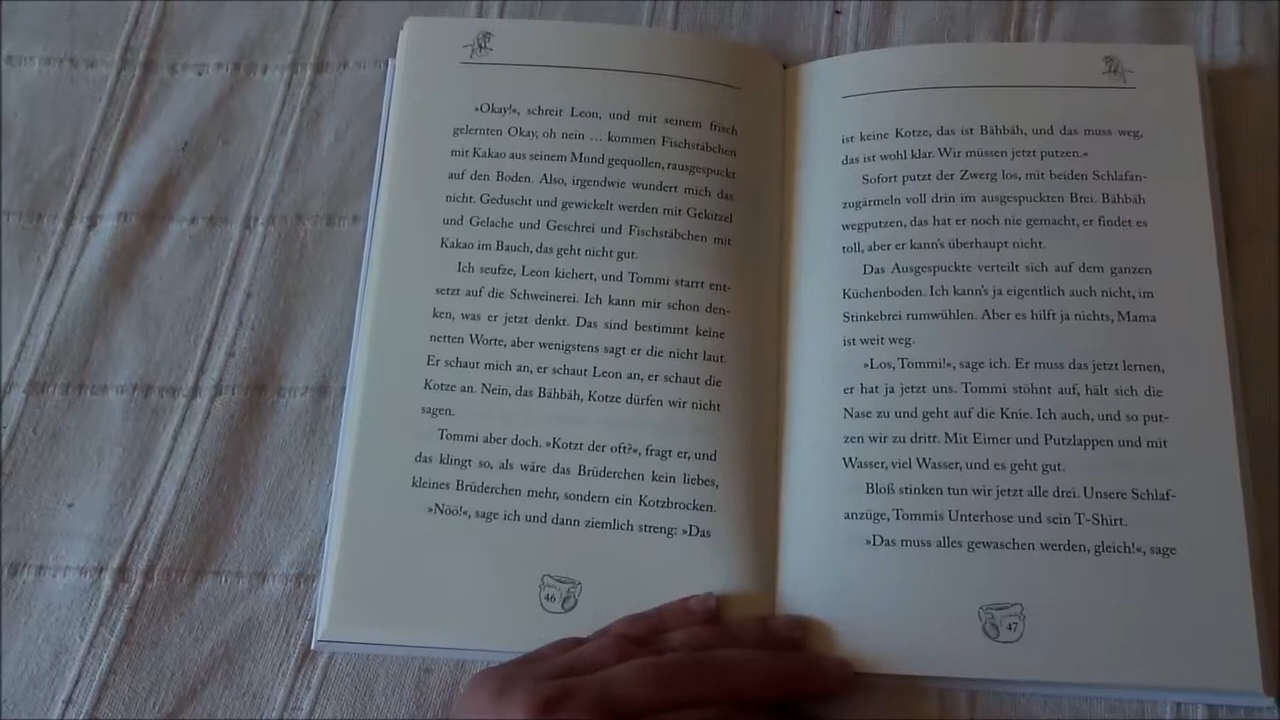 »Okay!«, schreit Leon, und mit seinem frisch
gelernten Okay, oh nein … kommen Fischstäbchen
mit Kakao aus seinem Mund gequollen, rausgespuckt
auf den Boden. Also, irgendwie wundert mich das
nicht. Geduscht und gewickelt werden mit Gekitzel
und Gelache und Geschrei und Fischstäbchen mit
Kakao im Bauch, das geht nicht gut.
Ich seufze, Leon kichert, und Tommi starrt ent-
setzt auf die Schweinerei. Ich kann mir schon den-
ken, was er jetzt denkt. Das sind bestimmt keine
netten Worte, aber wenigstens sagt er die nicht laut.
Er schaut mich an, er schaut Leon an, er schaut die
Kotze an. Nein, das Bähbäh, Kotze dürfen wir nicht
sagen.
Tommi aber doch. »Kotzt der oft?«, fragt er, und
das klingt so, als wäre das Brüderchen kein liebes,
kleines Brüderchen mehr, sondern ein Kotzbrocken.
»Nöö!«, sage ich und dann ziemlich streng: »Das
46
ist keine Kotze, das ist Bähbäh, und das muss weg,
das ist wohl klar. Wir müssen jetzt putzen.«
Sofort putzt der Zwerg los, mit beiden Schlafan-
zugärmeln voll drin im ausgespuckten Brei. Bähbäh
wegputzen, das hat er noch nie gemacht, er findet es
toll, aber er kann's überhaupt nicht.
Das Ausgespuckte verteilt sich auf dem ganzen
Küchenboden. Ich kann's ja eigentlich auch nicht, im
Stinkebrei rumwühlen. Aber es hilft ja nichts, Mama
ist weit weg.
»Los, Tommi!«, sage ich. Er muss das jetzt lernen,
er hat ja jetzt uns. Tommi stöhnt auf, hält sich die
Nase zu und geht auf die Knie. Ich auch, und so put-
zen wir zu dritt. Mit Eimer und Putzlappen und mit
Wasser, viel Wasser, und es geht gut.
Bloß stinken tun wir jetzt alle drei. Unsere Schlaf-
anzüge, Tommis Unterhose und sein T-Shirt.
»Das muss alles gewaschen werden, gleich!«, sage
47